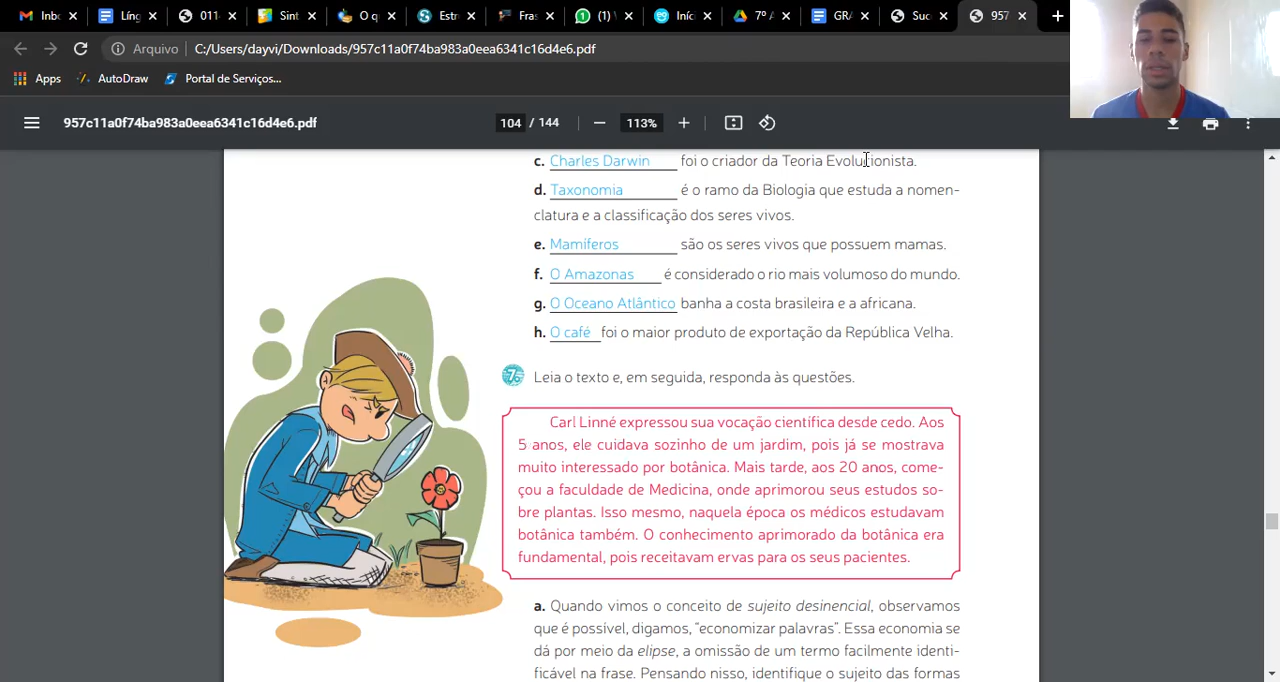 Inb
Líng
011
Sint
O q
Estr
Fras
(1)
Iníc
7º A
GRA
Suc
957
Arquivo
C:/Users/dayvi/Downloads/957c11a0f74ba983a0eea6341c16d4e6.pdf
Apps
AutoDraw
Portal de Serviços...
957c11a0f74ba983a0eea6341c16d4e6.pdf
104 / 144
113%
c. Charles Darwin foi o criador da Teoria Evolucionista.
d. Taxonomia é o ramo da Biologia que estuda a nomen-
clatura e a classificação dos seres vivos.
e. Mamíferos são os seres vivos que possuem mamas.
f. O Amazonas é considerado o rio mais volumoso do mundo.
g. O Oceano Atlântico banha a costa brasileira e a africana.
h. O café foi o maior produto de exportação da República Velha.
7 Leia o texto e, em seguida, responda às questões.
Carl Linné expressou sua vocação científica desde cedo. Aos
5 anos, ele cuidava sozinho de um jardim, pois já se mostrava
muito interessado por botânica. Mais tarde, aos 20 anos, come-
çou a faculdade de Medicina, onde aprimorou seus estudos so-
bre plantas. Isso mesmo, naquela época os médicos estudavam
botânica também. O conhecimento aprimorado da botânica era
fundamental, pois receitavam ervas para os seus pacientes.
a. Quando vimos o conceito de sujeito desinencial, observamos
que é possível, digamos, “economizar palavras”. Essa economia se
dá por meio da elipse, a omissão de um termo facilmente identi-
ficável na frase. Pensando nisso, identifique o sujeito das formas